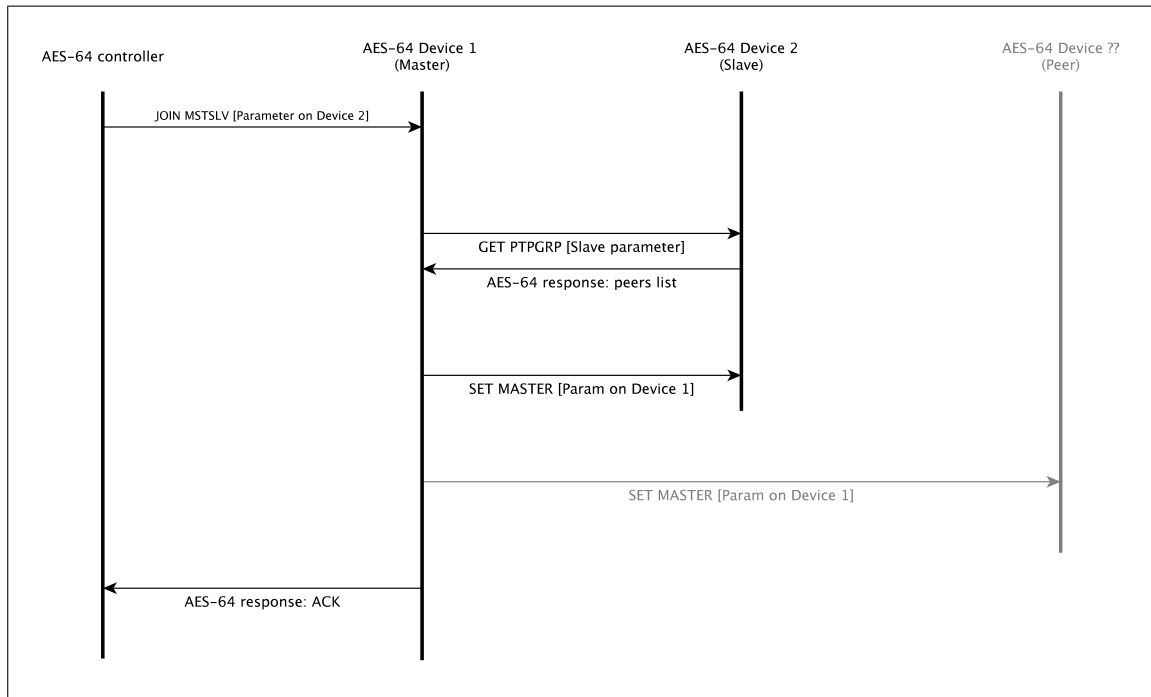 AES-64 controller
AES-64 Device 1
(Master)
AES-64 Device 2
(Slave)
AES-64 Device ??
(Peer)
JOIN MSTSLV [Parameter on Device 2]
GET PTPGRP [Slave parameter]
AES-64 response: peers list
SET MASTER [Param on Device 1]
SET MASTER [Param on Device 1]
AES-64 response: ACK